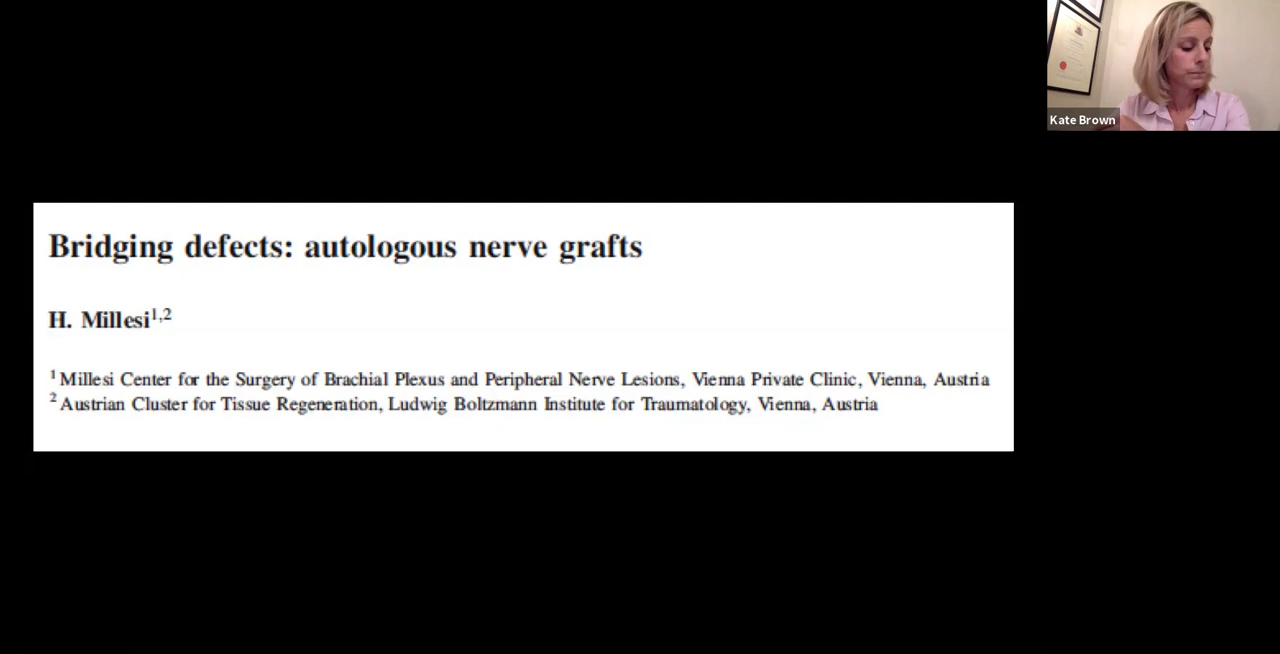 Kate Brown
Bridging defects: autologous nerve grafts
H. Millesi1,2
1 Millesi Center for the Surgery of Brachial Plexus and Peripheral Nerve Lesions, Vienna Private Clinic, Vienna, Austria
2 Austrian Cluster for Tissue Regeneration, Ludwig Boltzmann Institute for Traumatology, Vienna, Austria